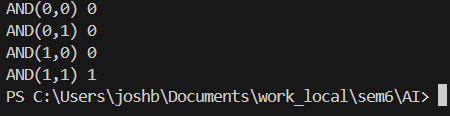 AND(0,0) 0
AND(0,1) 0
AND(1,0) 0
AND(1,1) 1
PS C:\Users\joshb\Documents\work_local\sem6\AI>